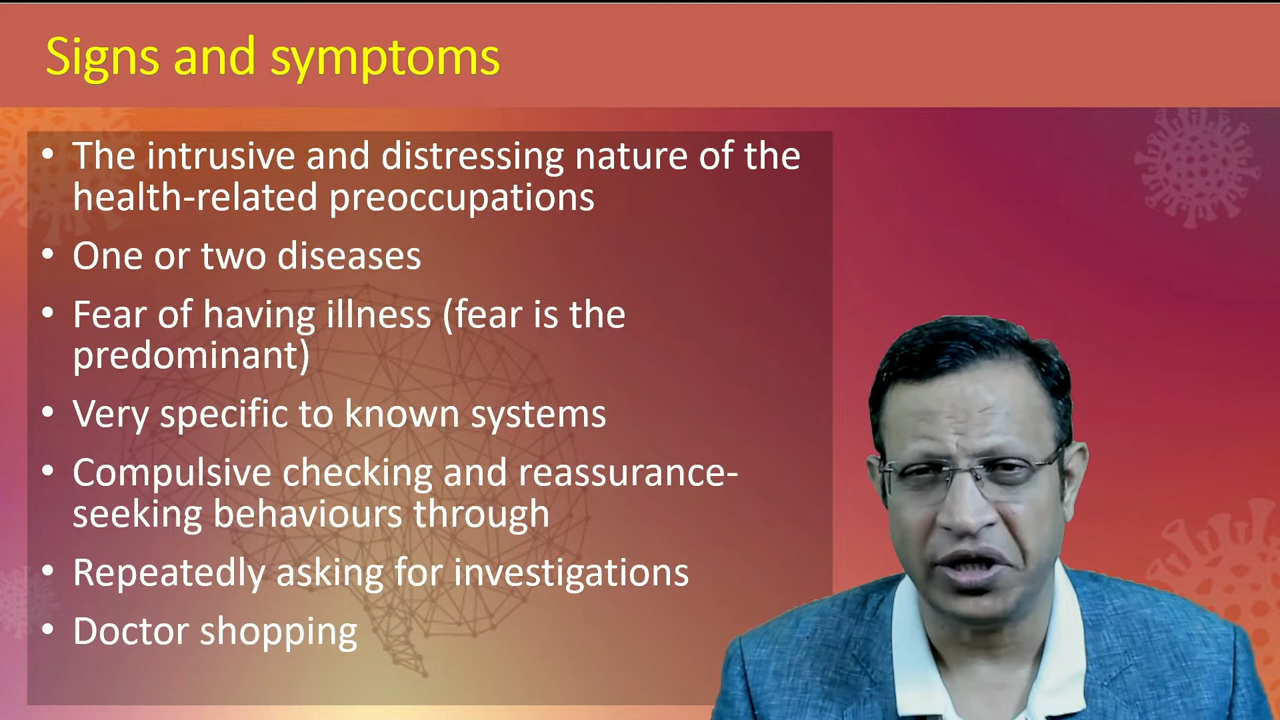 Signs and symptoms
• The intrusive and distressing nature of the
health-related preoccupations
• One or two diseases
• Fear of having illness (fear is the
predominant)
• Very specific to known systems
• Compulsive checking and reassurance-
seeking behaviours through
• Repeatedly asking for investigations
• Doctor shopping